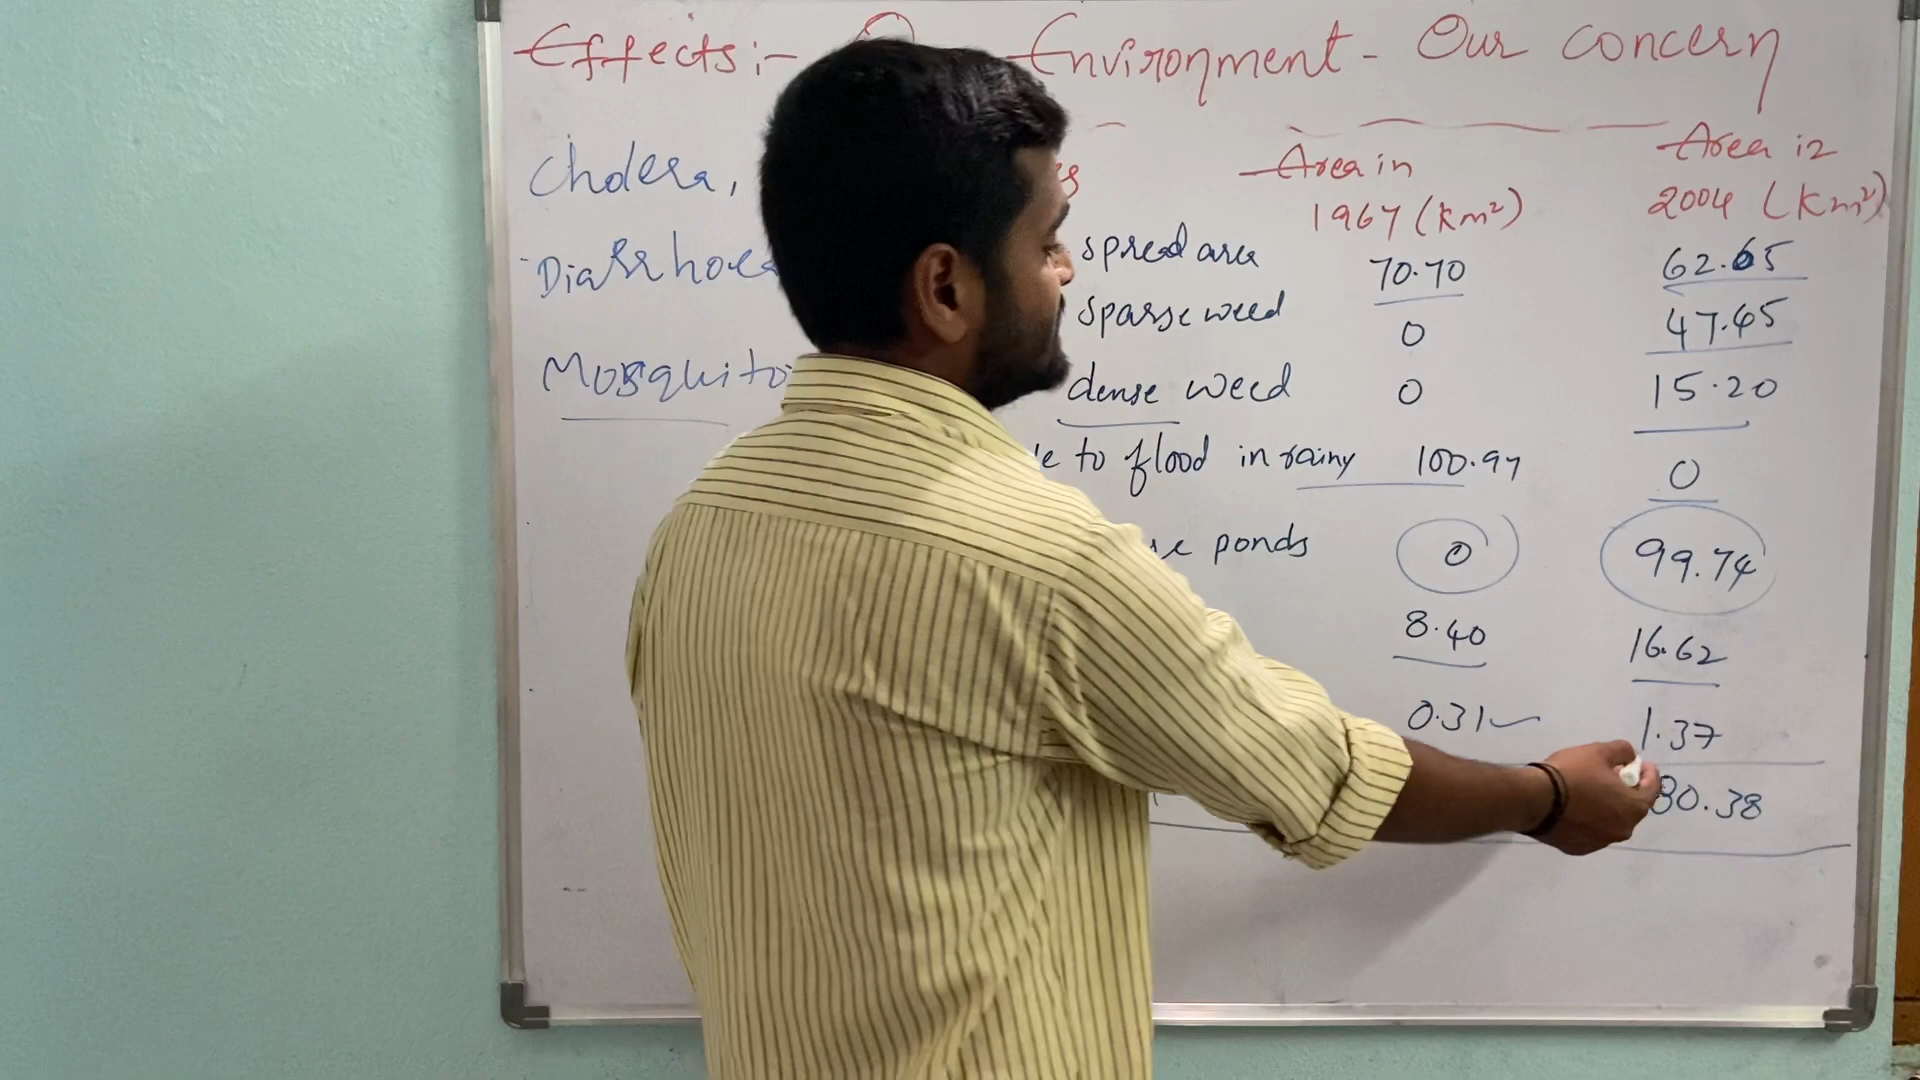 Effects:- Environment - Our concern
Cholera,
Diarrhoea
Mosquito
Area in 1967 (km²)
Area in 2004 (km²)
spread area 70.70 62.65
sparse weed 0 47.45
dense weed 0 15.20
to flood in rainy 100.97 0
ponds 0 99.74
8.40 16.62
0.31 1.37
80.38